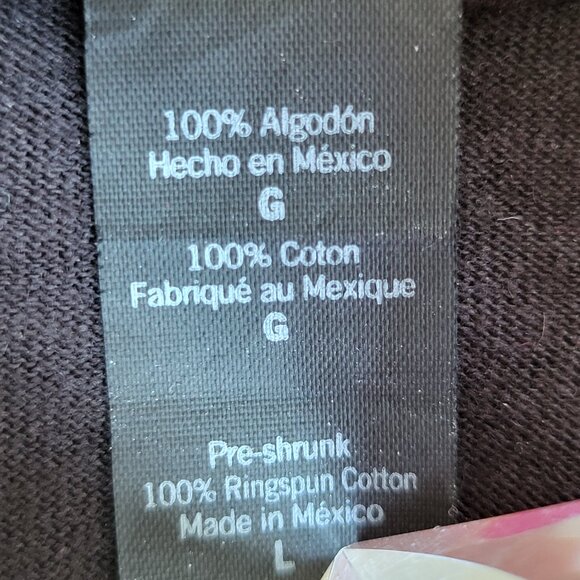 100% Algodón
Hecho en México
G
100% Coton
Fabriqué au Mexique
G
Pre-shrunk
100% Ringspun Cotton
Made in México
L